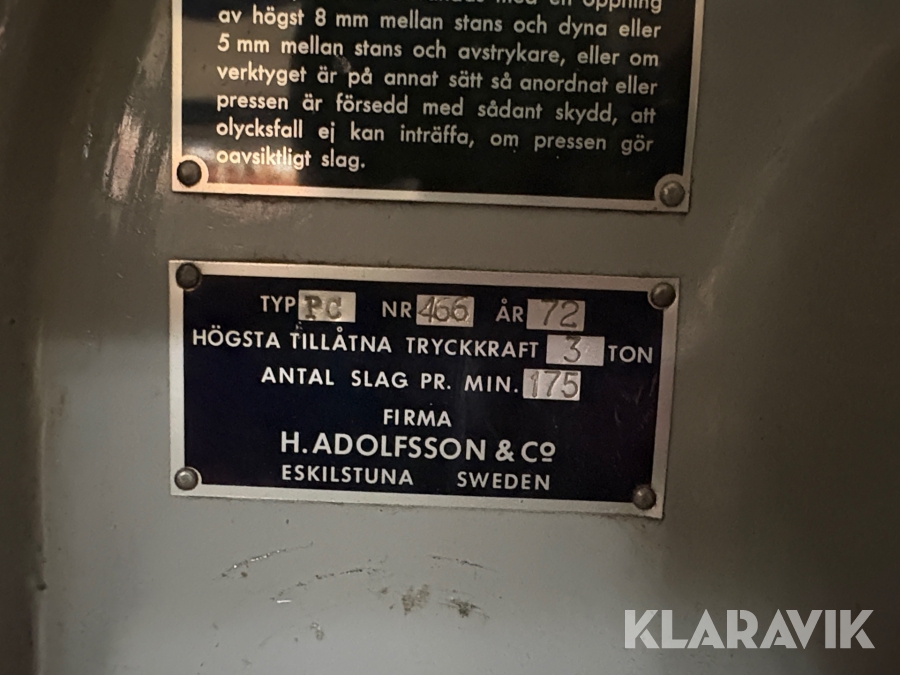 med en öppning
av högst 8 mm mellan stans och dyna eller
5 mm mellan stans och avstrykare, eller om
verktyget är på annat sätt så anordnat eller
pressen är försedd med sådant skydd, att
olycksfall ej kan inträffa, om pressen gör
oavsiktligt slag.
TYP PC NR 466 ÅR 72
HÖGSTA TILLÅTNA TRYCKKRAFT 3 TON
ANTAL SLAG PR. MIN. 175
FIRMA
H. ADOLFSSON & Co
ESKILSTUNA SWEDEN
KLARAVIK